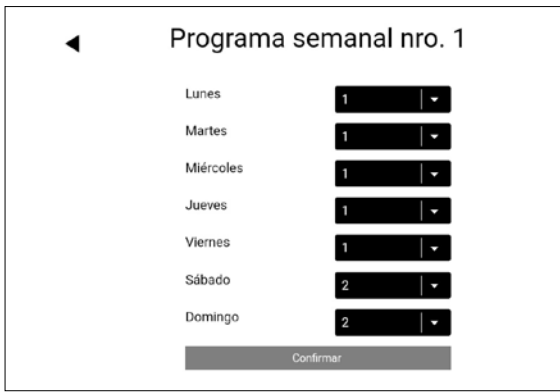 Programa semanal nro. 1
Lunes 1
Martes 1
Miércoles 1
Jueves 1
Viernes 1
Sábado 2
Domingo 2
Confirmar